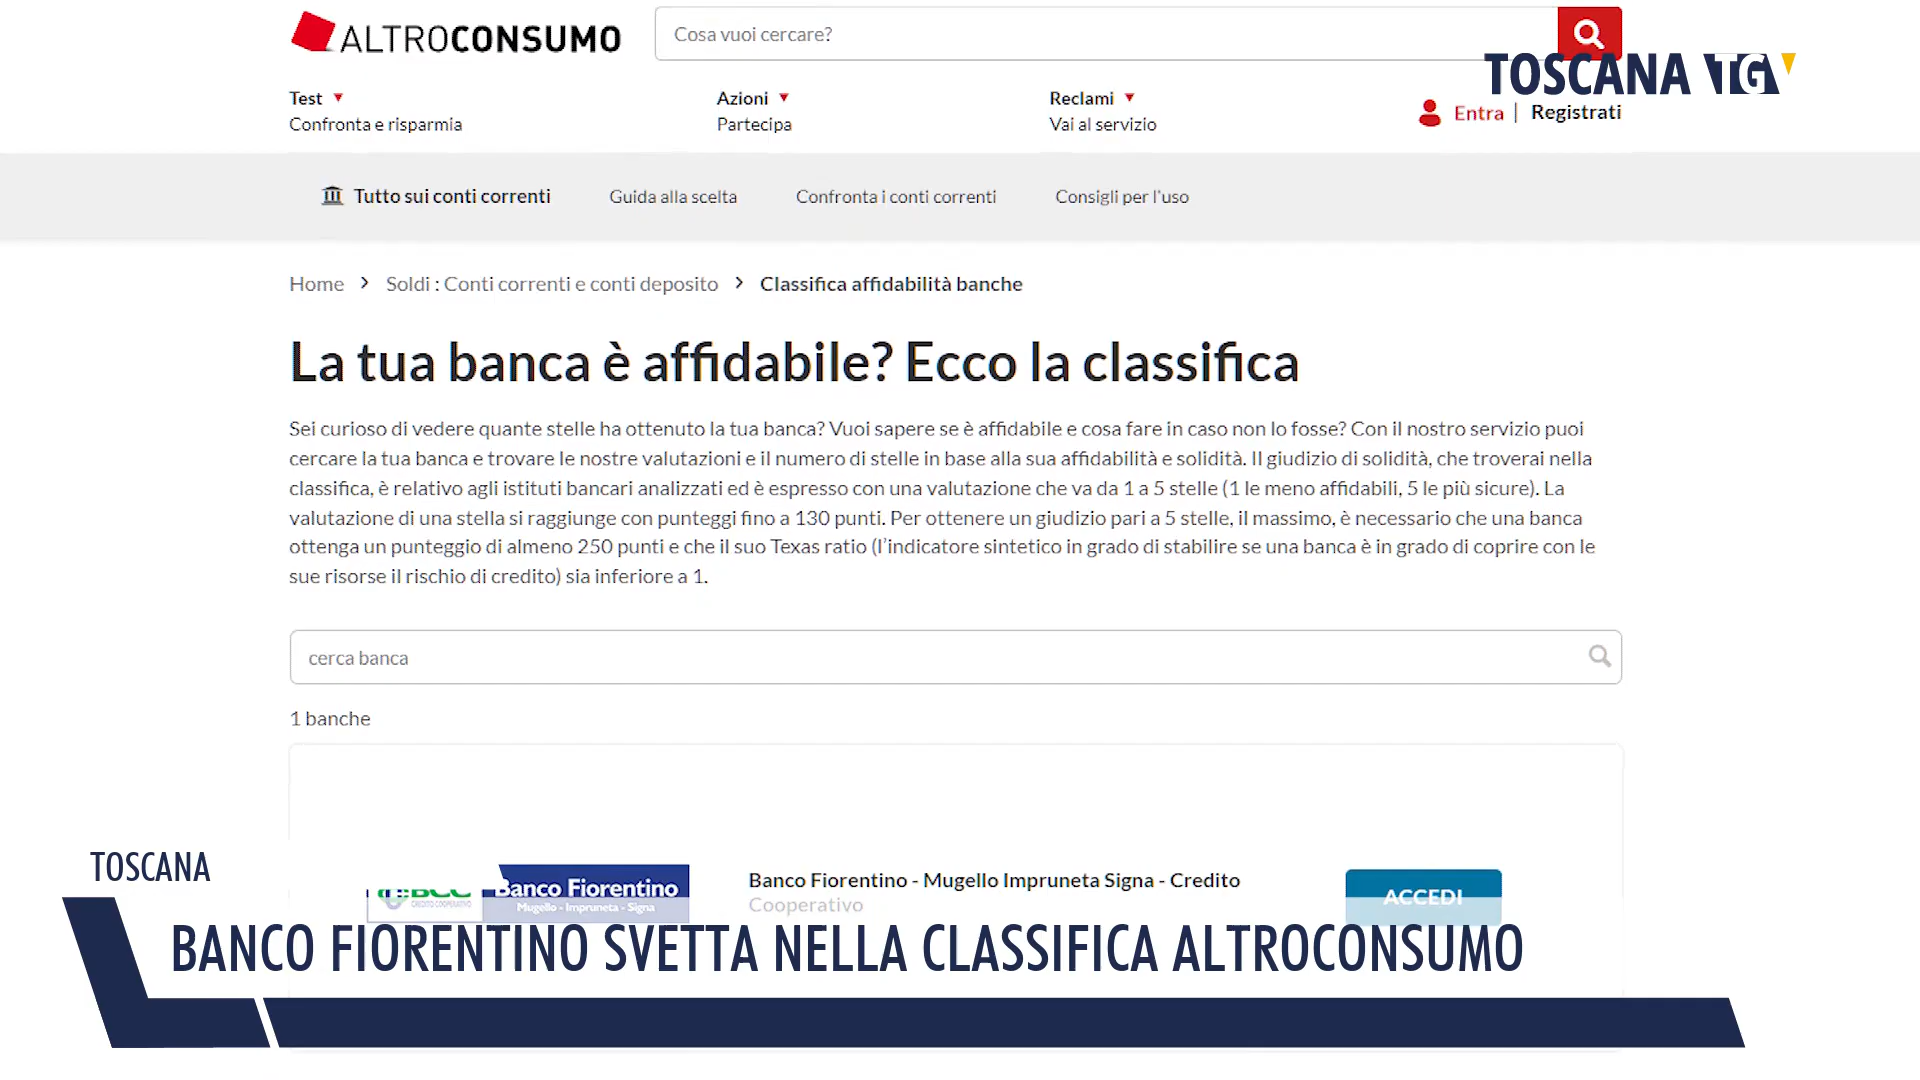 ALTROCONSUMO
Cosa vuoi cercare?
TOSCANA TG
Test
Confronta e risparmia
Azioni
Partecipa
Reclami
Vai al servizio
Entra | Registrati
Tutto sui conti correnti
Guida alla scelta
Confronta i conti correnti
Consigli per l'uso
Home > Soldi : Conti correnti e conti deposito > Classifica affidabilità banche
La tua banca è affidabile? Ecco la classifica
Sei curioso di vedere quante stelle ha ottenuto la tua banca? Vuoi sapere se è affidabile e cosa fare in caso non lo fosse? Con il nostro servizio puoi
cercare la tua banca e trovare le nostre valutazioni e il numero di stelle in base alla sua affidabilità e solidità. Il giudizio di solidità, che troverai nella
classifica, è relativo agli istituti bancari analizzati ed è espresso con una valutazione che va da 1 a 5 stelle (1 le meno affidabili, 5 le più sicure). La
valutazione di una stella si raggiunge con punteggi fino a 130 punti. Per ottenere un giudizio pari a 5 stelle, il massimo, è necessario che una banca
ottenga un punteggio di almeno 250 punti e che il suo Texas ratio (l’indicatore sintetico in grado di stabilire se una banca è in grado di coprire con le
sue risorse il rischio di credito) sia inferiore a 1.
cerca banca
1 banche
BCC
CREDITO COOPERATIVO
Banco Fiorentino
Mugello - Impruneta - Signa
Banco Fiorentino - Mugello Impruneta Signa - Credito
Cooperativo
ACCEDI
TOSCANA
BANCO FIORENTINO SVETTA NELLA CLASSIFICA ALTROCONSUMO